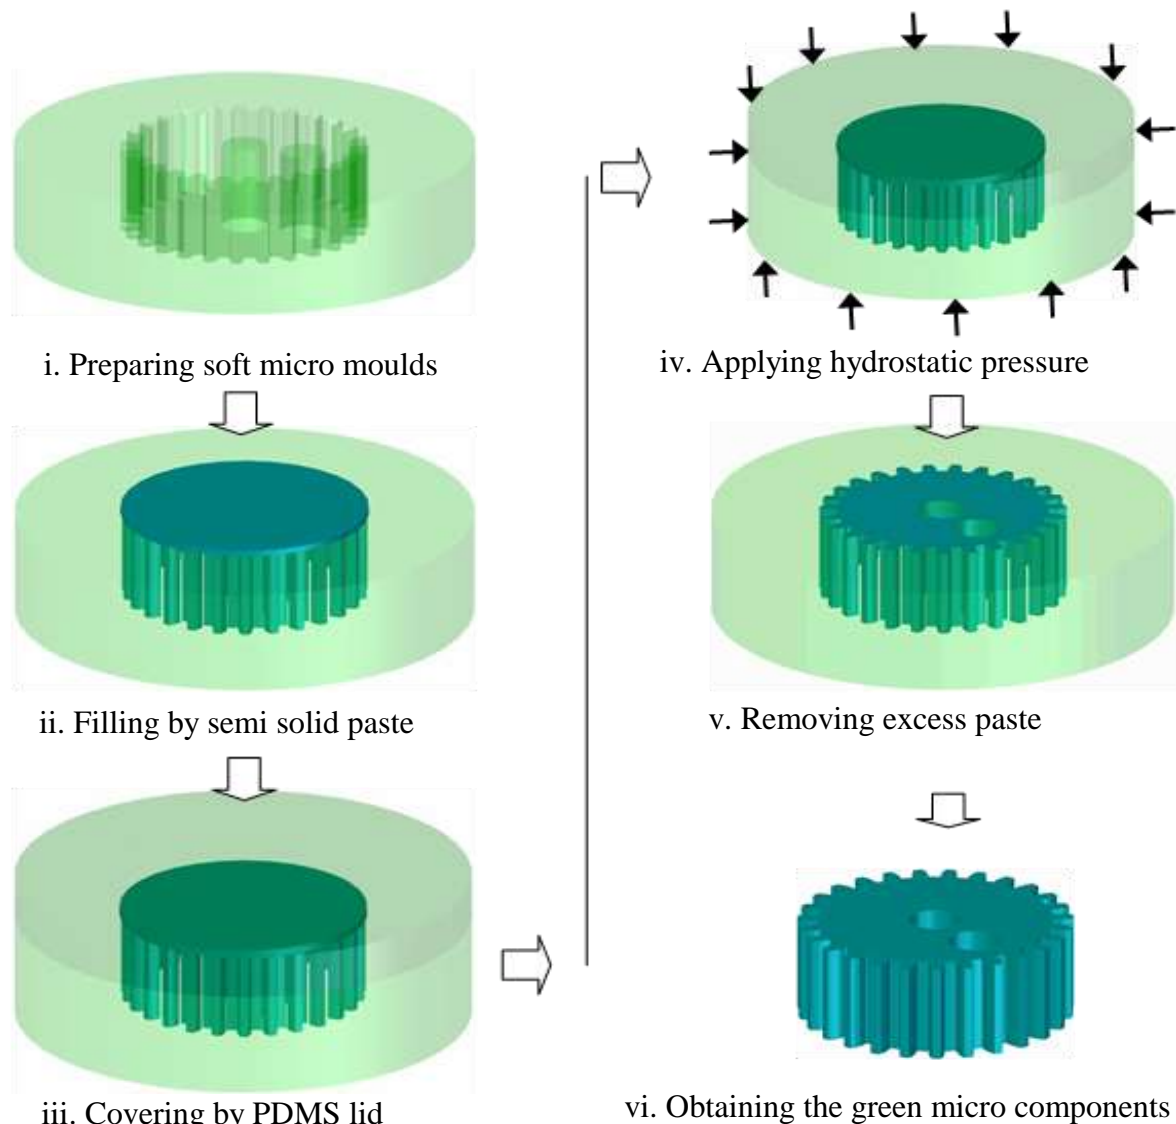 i. Preparing soft micro moulds
ii. Filling by semi solid paste
iii. Covering by PDMS lid
iv. Applying hydrostatic pressure
v. Removing excess paste
vi. Obtaining the green micro components